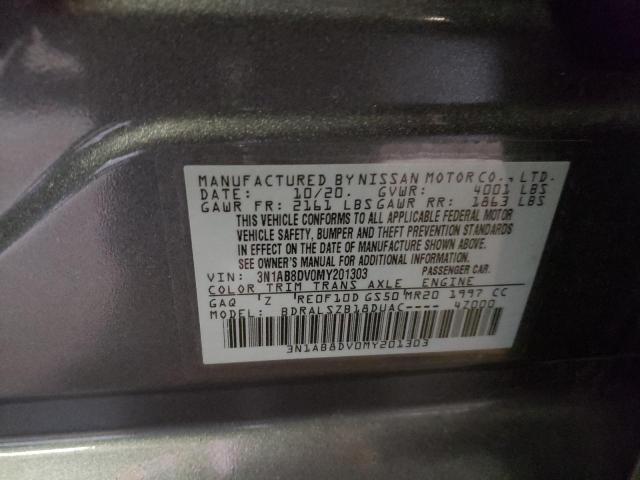 MANUFACTURED BY NISSAN MOTOR CO., LTD.
DATE: 10/20. GVWR: 4001 LBS
GAWR FR: 2161 LBS GAWR RR: 1863 LBS
THIS VEHICLE CONFORMS TO ALL APPLICABLE FEDERAL MOTOR
VEHICLE SAFETY, BUMPER AND THEFT PREVENTION STANDARDS
IN EFFECT ON THE DATE OF MANUFACTURE SHOWN ABOVE.
SEE OWNER'S MANUAL FOR ADDITIONAL INFORMATION.
VIN: 3N1AB8DV0MY201303 PASSENGER CAR.
COLOR TRIM TRANS AXLE ENGINE
GAQ 'Z RE0F10D GS50 MR20 1997 CC
MODEL: BDRALSZB18DUAC---- 47000
3N1AB8DV0MY201303